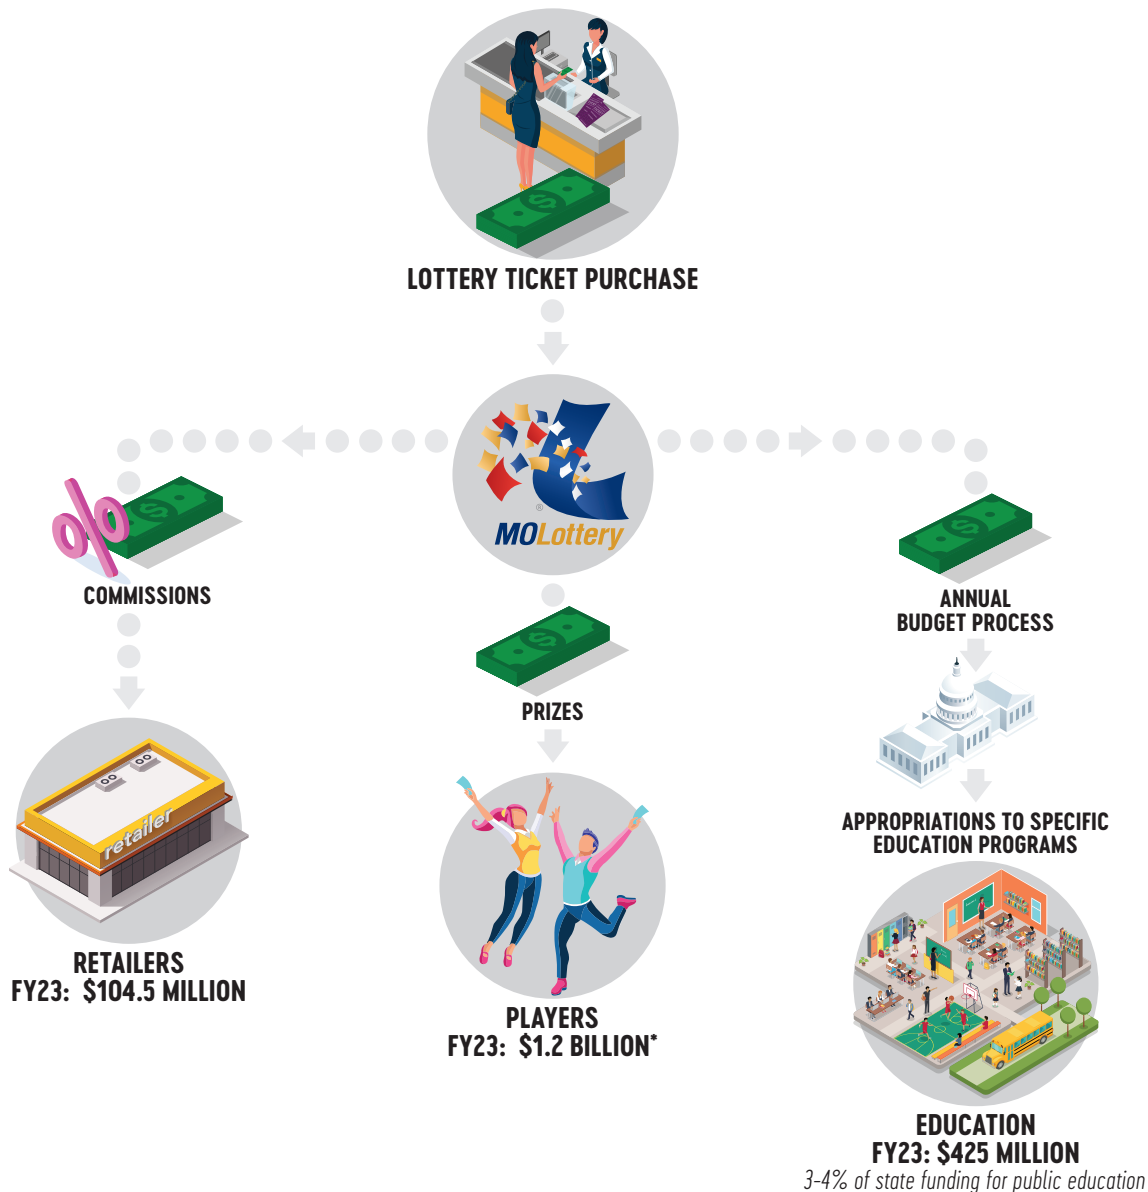 LOTTERY TICKET PURCHASE
®
MOLottery
COMMISSIONS
ANNUAL
BUDGET PROCESS
PRIZES
retailer
APPROPRIATIONS TO SPECIFIC
EDUCATION PROGRAMS
RETAILERS
FY23: $104.5 MILLION
PLAYERS
FY23: $1.2 BILLION*
EDUCATION
FY23: $425 MILLION
3-4% of state funding for public education